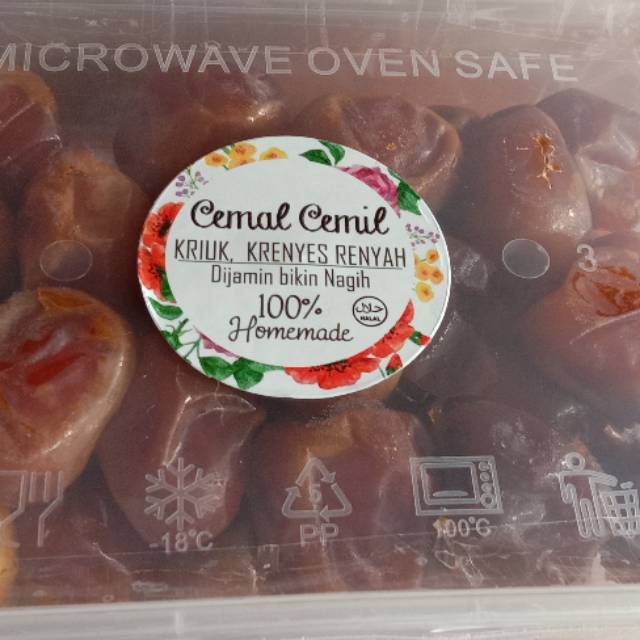 MICROWAVE OVEN SAFE
Cemal Cemil
KRIUK, KRENYES RENYAH
Dijamin bikin Nagih
100%
Homemade
حلال
HALAL
3
-18°C
5
PP
100°C